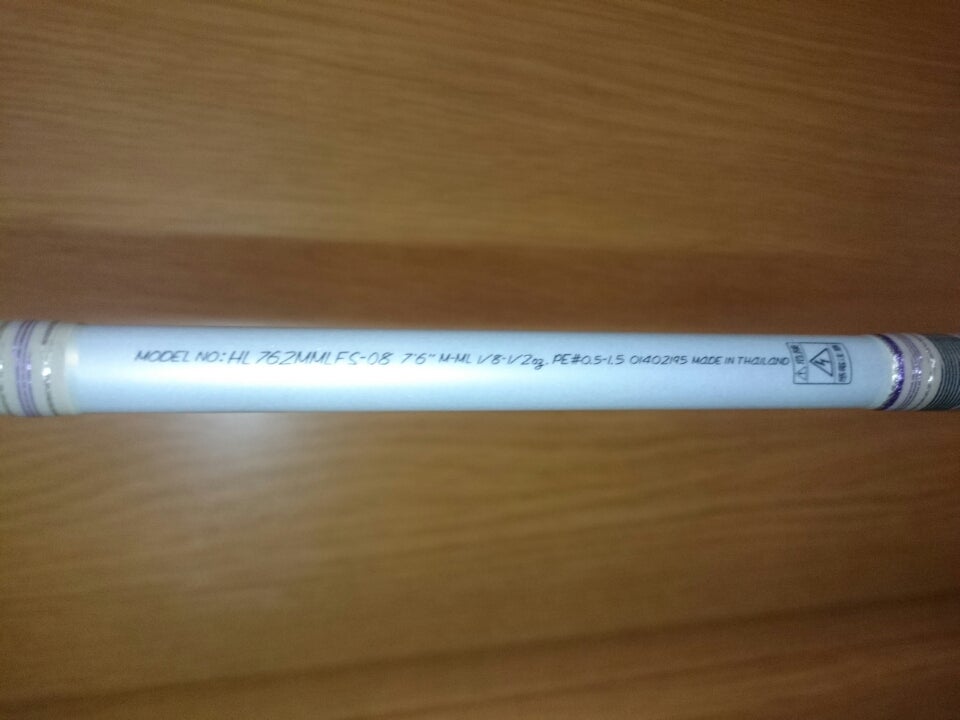 MODEL NO: HL 762MMLFS-08 7'6" M-ML 1/8-1/2oz. PE#0.5-1.5 01402195 MADE IN THAILAND